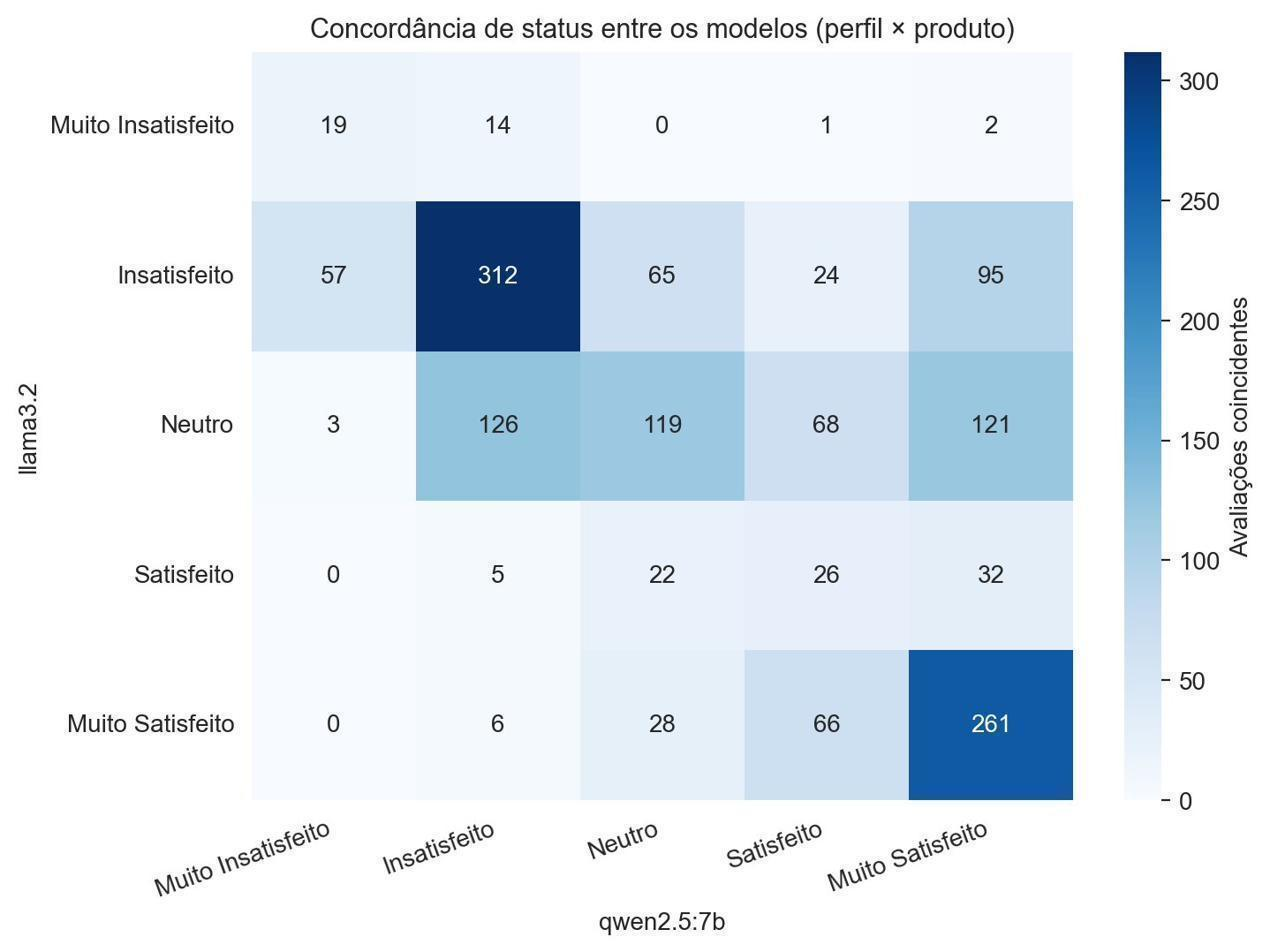 Concordância de status entre os modelos (perfil × produto)
Muito Insatisfeito 19 14 0 1 2
Insatisfeito 57 312 65 24 95
Neutro 3 126 119 68 121
Satisfeito 0 5 22 26 32
Muito Satisfeito 0 6 28 66 261
llama3.2
Muito Insatisfeito Insatisfeito Neutro Satisfeito Muito Satisfeito
qwen2.5:7b
300
250
200
150
100
50
0
Avaliações coincidentes